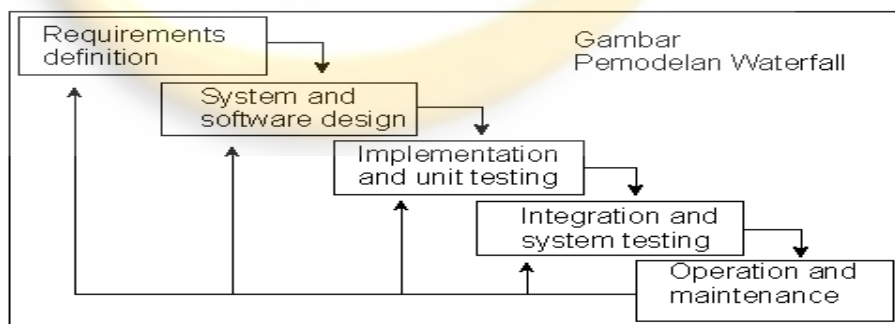 Requirements
definition
Gambar
Pemodelan Waterfall
System and
software design
Implementation
and unit testing
Integration and
system testing
Operation and
maintenance